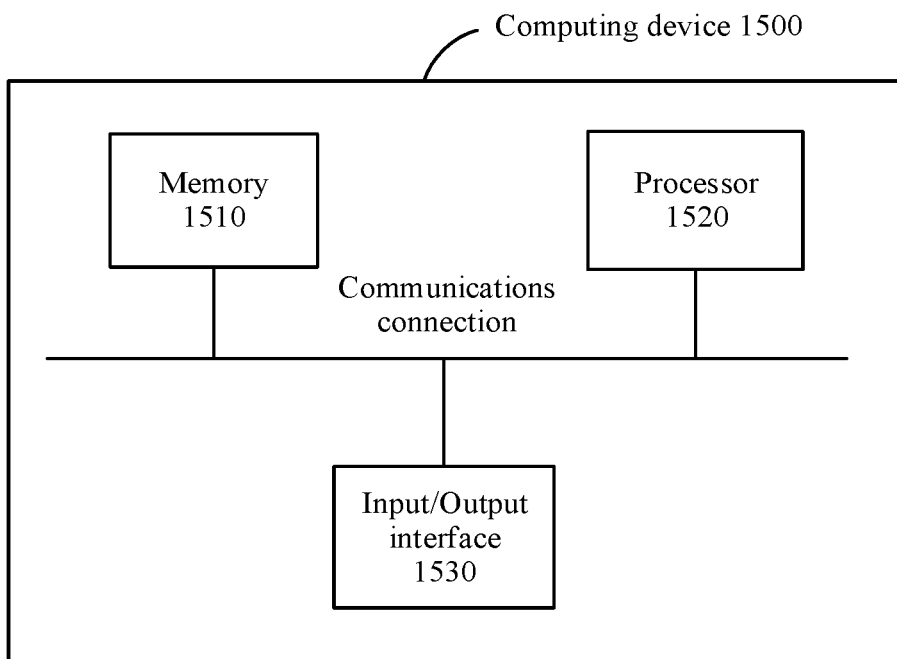 Computing device 1500
Memory
1510
Processor
1520
Communications
connection
Input/Output
interface
1530